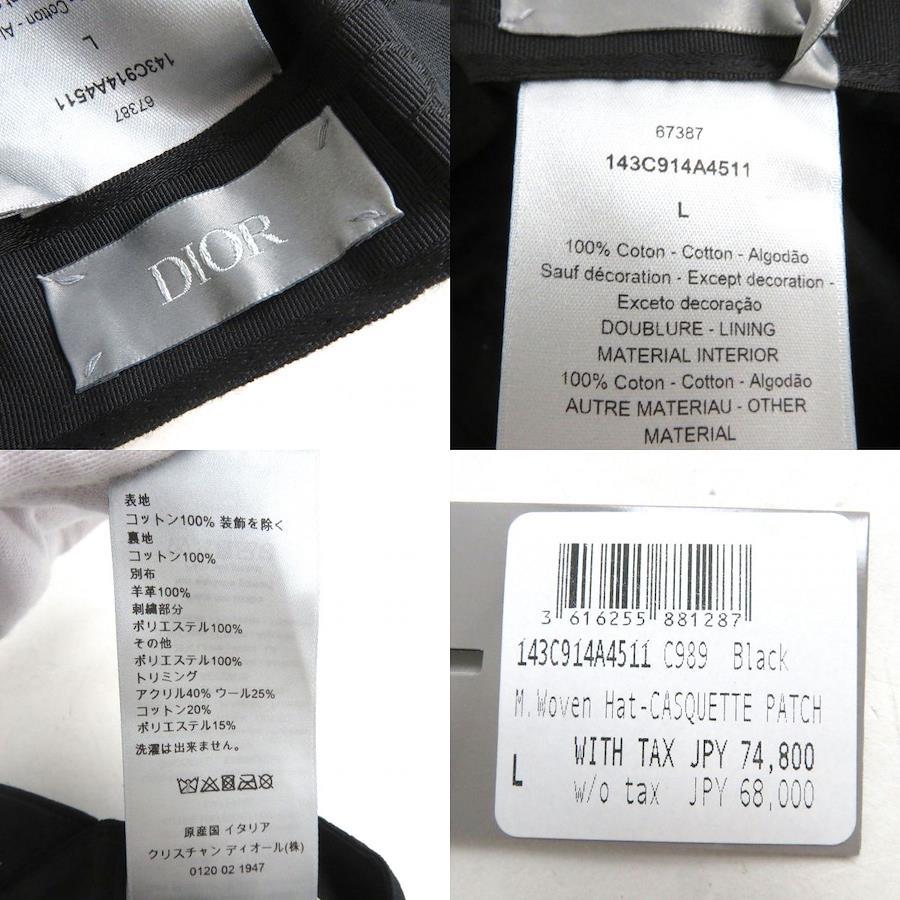 Cotton - Al
L
143C914A4511
67387
DIOR
67387
143C914A4511
L
100% Coton - Cotton - Algodão
Sauf décoration - Except decoration -
Exceto decoração
DOUBLURE - LINING
MATERIAL INTERIOR
100% Coton - Cotton - Algodão
AUTRE MATERIAU - OTHER
MATERIAL
表地
コットン100% 装飾を除く
裏地
コットン100%
別布
羊革100%
刺繍部分
ポリエステル100%
その他
ポリエステル100%
トリミング
アクリル40% ウール25%
コットン20%
ポリエステル15%
洗濯は出来ません。
原産国 イタリア
クリスチャン ディオール(株)
0120 02 1947
3 616255 881287
143C914A4511 C989 Black
M.Woven Hat-CASQUETTE PATCH
WITH TAX JPY 74,800
L
w/o tax JPY 68,000